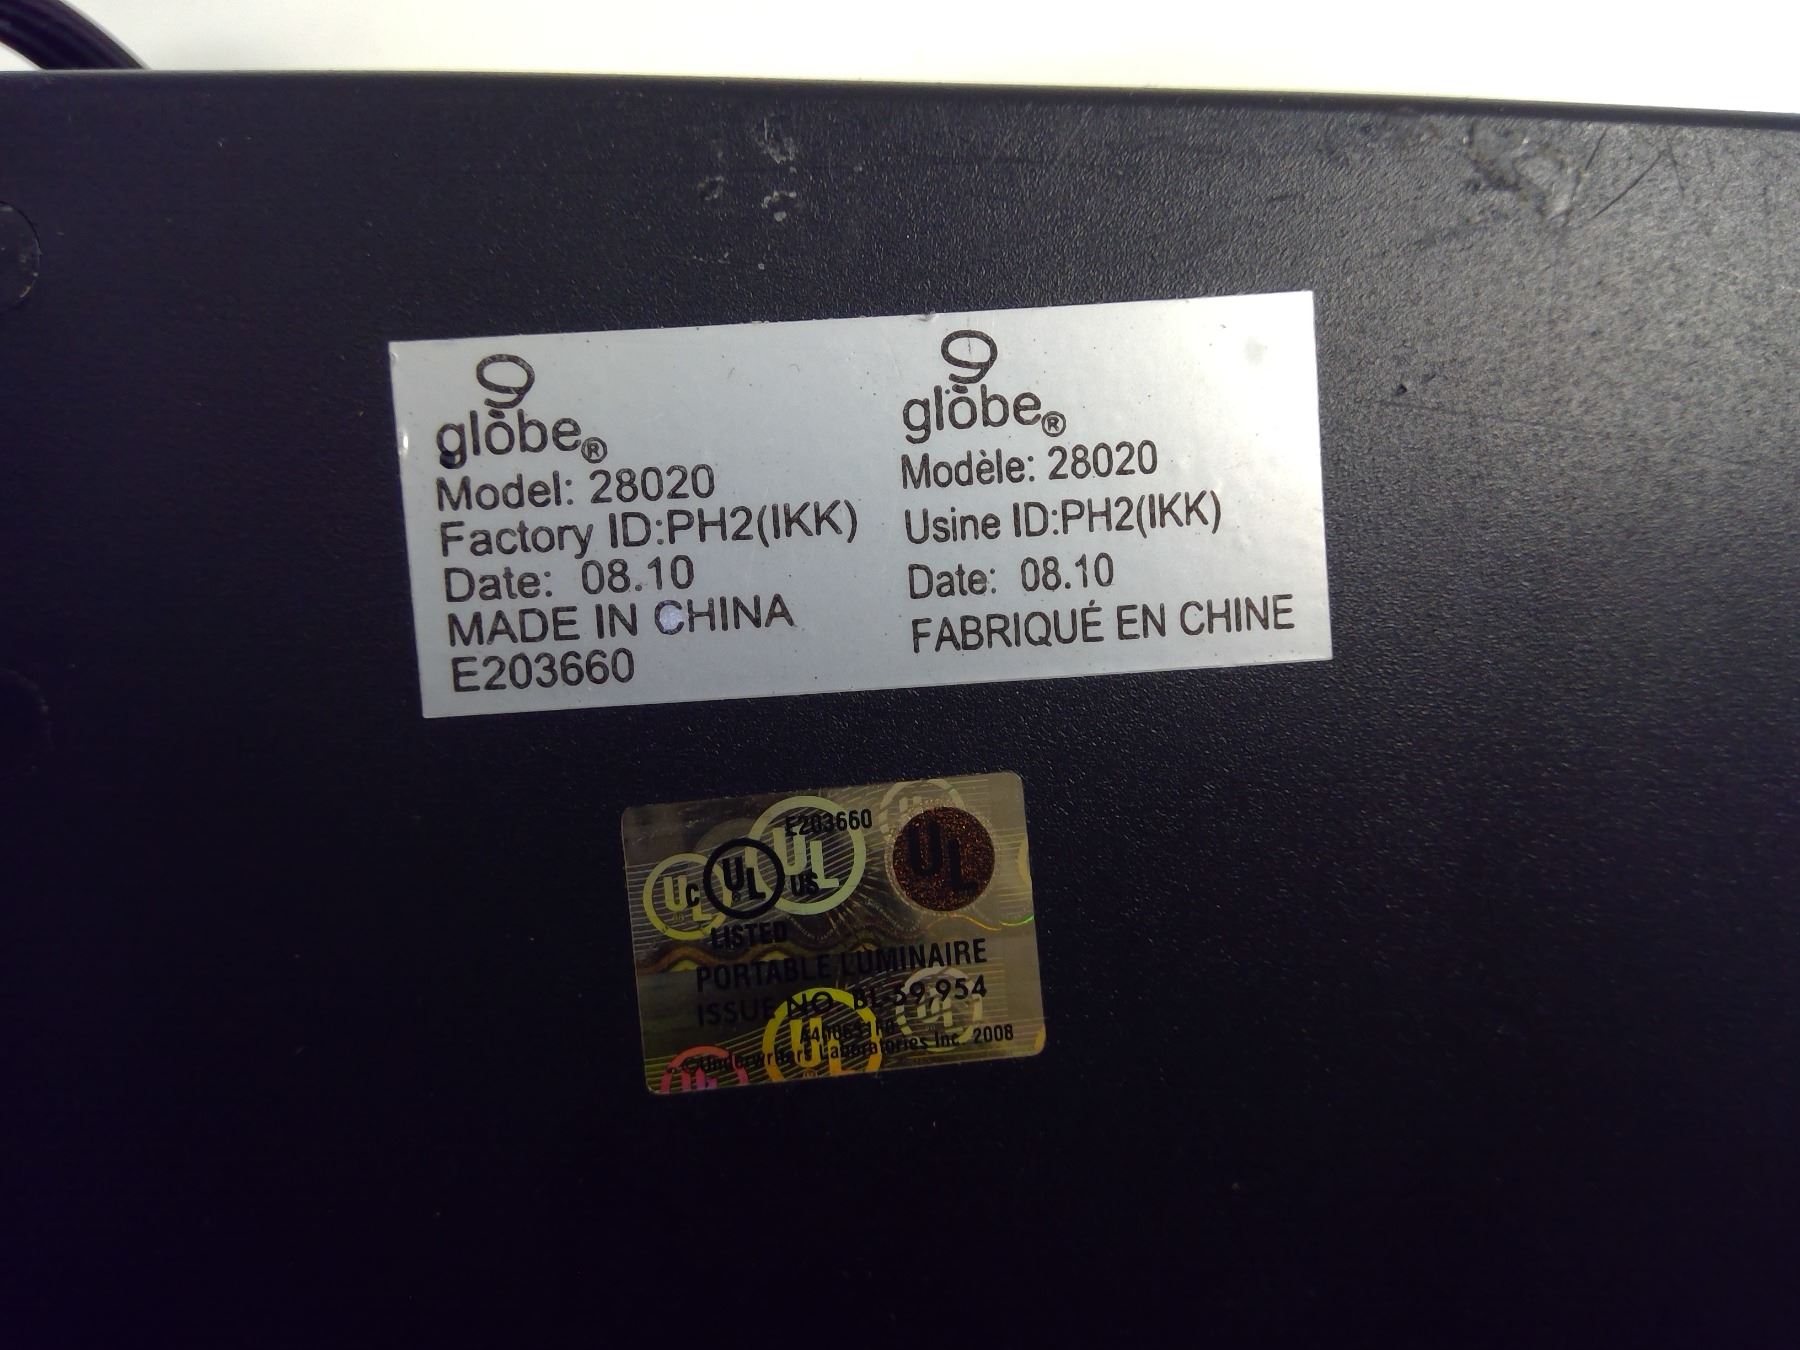 globe®
Model: 28020
Factory ID:PH2(IKK)
Date: 08.10
MADE IN CHINA
E203660
globe®
Modèle: 28020
Usine ID:PH2(IKK)
Date: 08.10
FABRIQUÉ EN CHINE
E203660
C UL US
UL
LISTED
PORTABLE LUMINAIRE
ISSUE NO. BL-59,954
©Underwriters Laboratories Inc. 2008